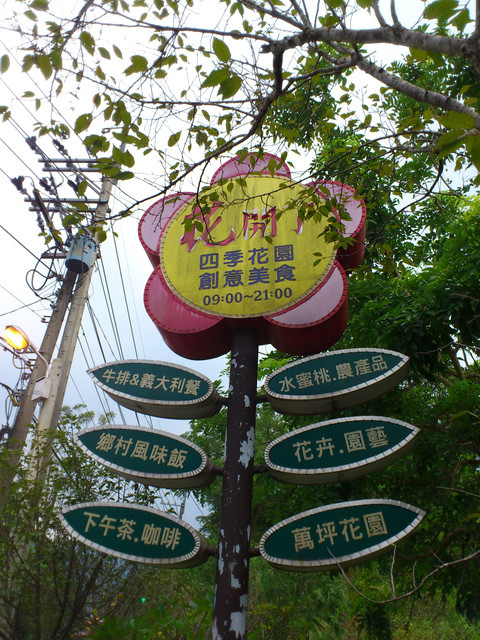 花開
四季花園
創意美食
09:00~21:00
牛排&義大利餐
水蜜桃.農產品
鄉村風味飯
花卉.園藝
下午茶.咖啡
萬坪花園